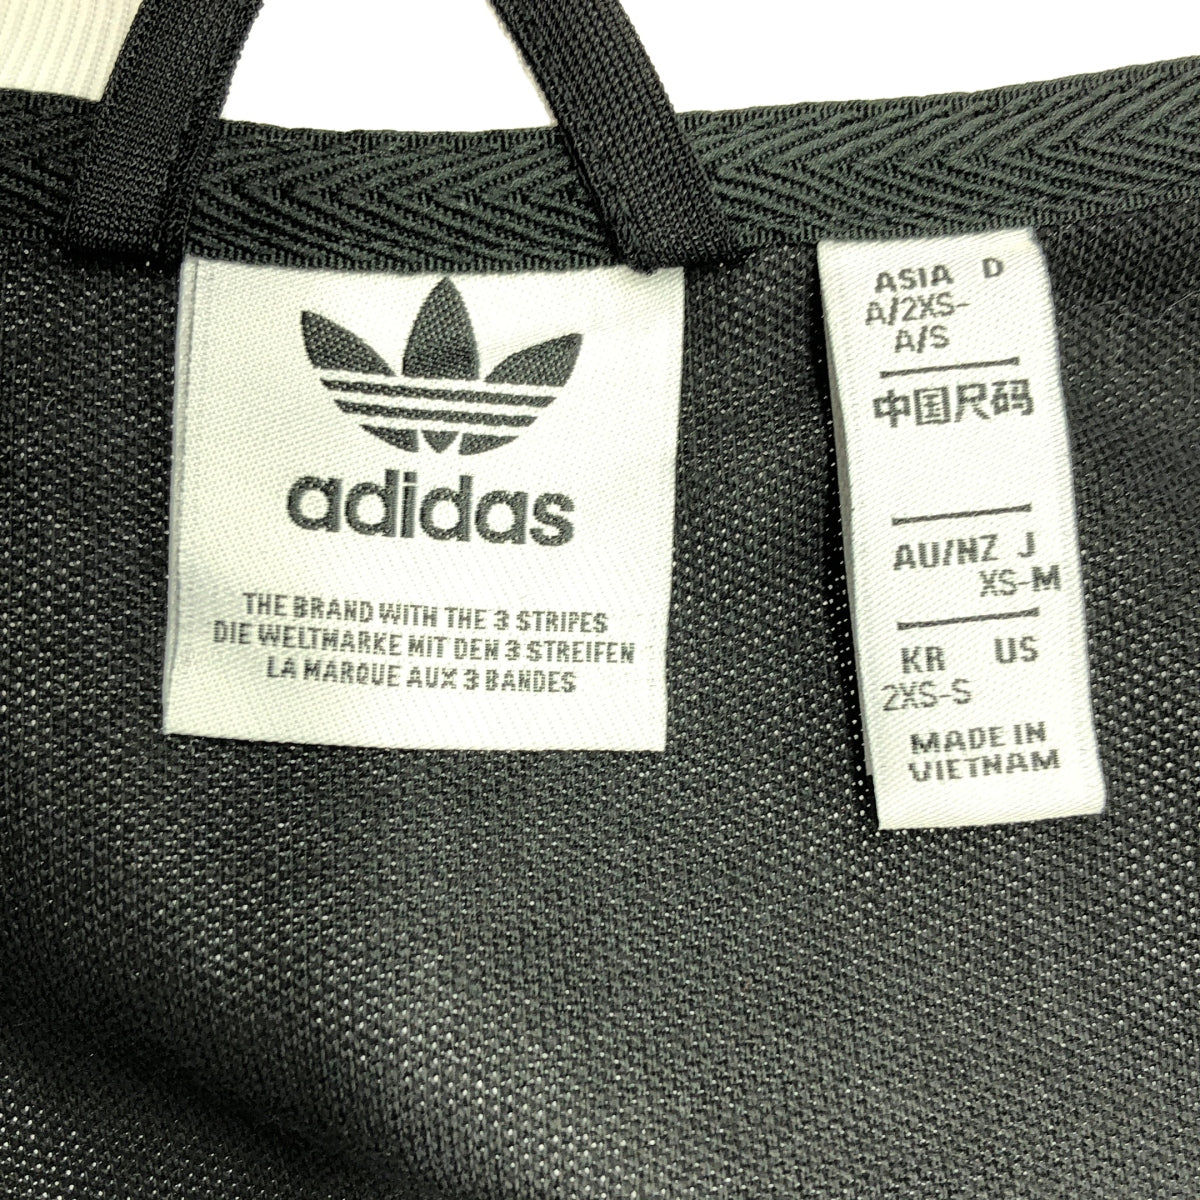 adidas
THE BRAND WITH THE 3 STRIPES
DIE WELTMARKE MIT DEN 3 STREIFEN
LA MARQUE AUX 3 BANDES
ASIA D
A/2XS-
A/S
中国尺码
AU/NZ J
XS-M
KR US
2XS-S
MADE IN
VIETNAM